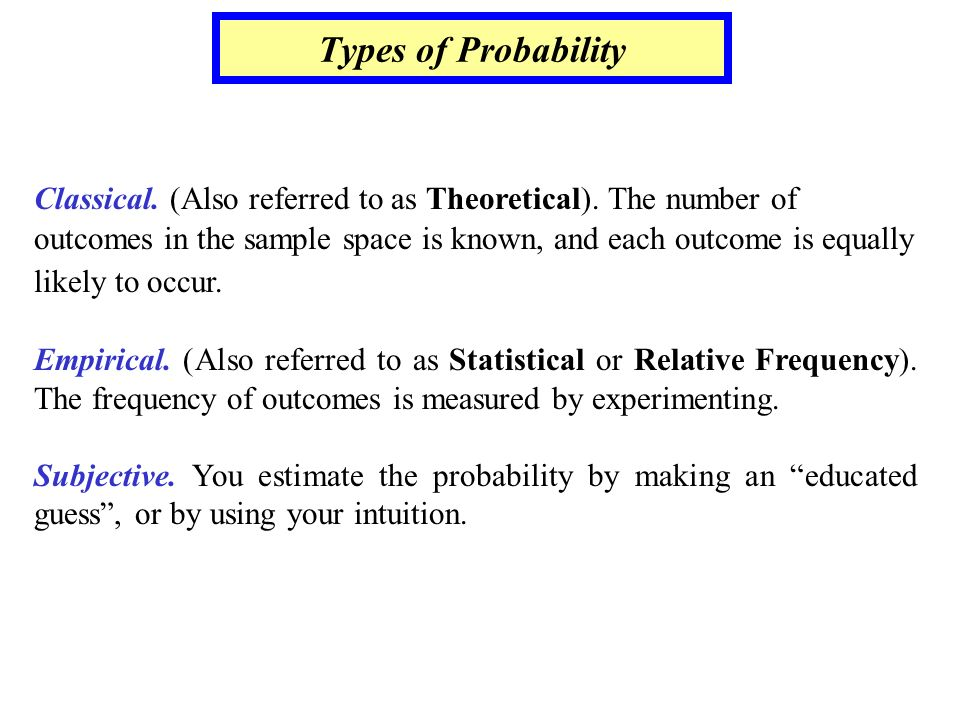 Types of Probability
Classical. (Also referred to as Theoretical). The number of
outcomes in the sample space is known, and each outcome is equally
likely to occur.
Empirical. (Also referred to as Statistical or Relative Frequency).
The frequency of outcomes is measured by experimenting.
Subjective. You estimate the probability by making an “educated
guess”, or by using your intuition.